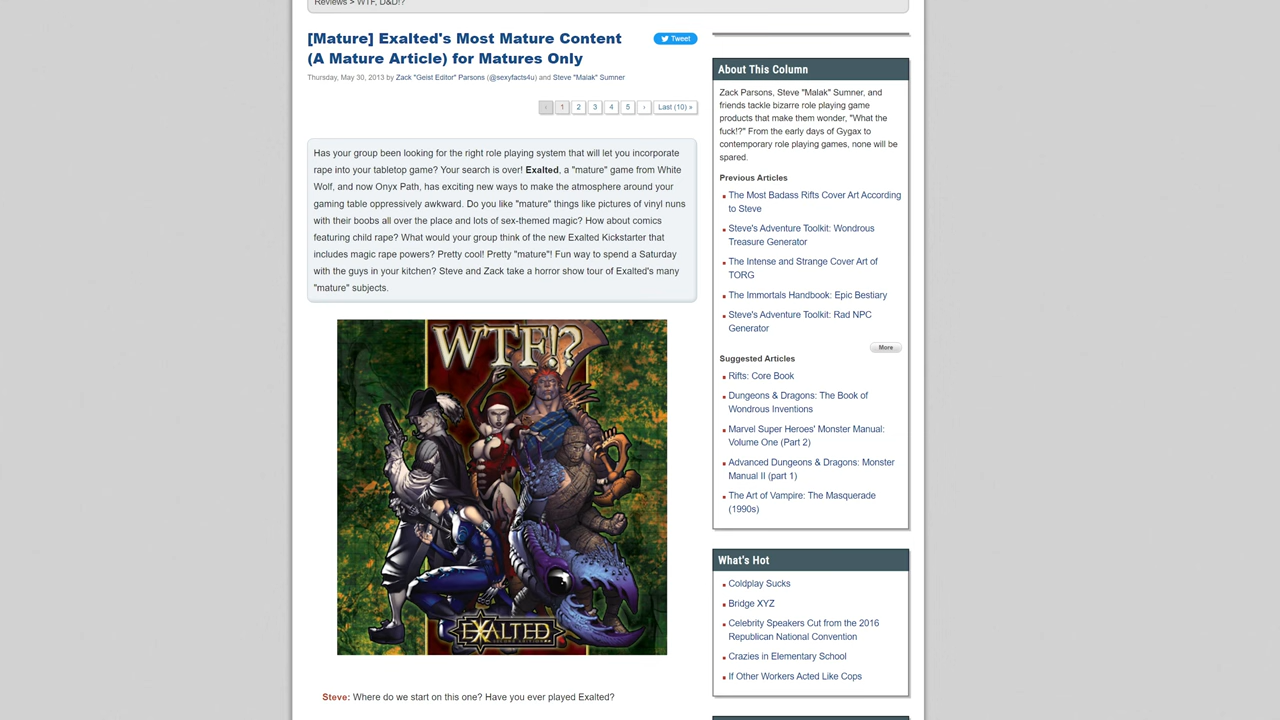 Reviews > WTF, D&D!?
[Mature] Exalted's Most Mature Content
(A Mature Article) for Matures Only
Tweet
Thursday, May 30, 2013 by Zack "Geist Editor" Parsons (@sexyfacts4u) and Steve "Malak" Sumner
‹ 1 2 3 4 5 › Last (10) »
Has your group been looking for the right role playing system that will let you incorporate
rape into your tabletop game? Your search is over! Exalted, a "mature" game from White
Wolf, and now Onyx Path, has exciting new ways to make the atmosphere around your
gaming table oppressively awkward. Do you like "mature" things like pictures of vinyl nuns
with their boobs all over the place and lots of sex-themed magic? How about comics
featuring child rape? What would your group think of the new Exalted Kickstarter that
includes magic rape powers? Pretty cool! Pretty "mature"! Fun way to spend a Saturday
with the guys in your kitchen? Steve and Zack take a horror show tour of Exalted's many
"mature" subjects.
WTF!?
EXALTED
SECOND EDITION
Steve: Where do we start on this one? Have you ever played Exalted?
About This Column
Zack Parsons, Steve "Malak" Sumner, and
friends tackle bizarre role playing game
products that make them wonder, "What the
fuck!?" From the early days of Gygax to
contemporary role playing games, none will be
spared.
Previous Articles
The Most Badass Rifts Cover Art According
to Steve
Steve's Adventure Toolkit: Wondrous
Treasure Generator
The Intense and Strange Cover Art of
TORG
The Immortals Handbook: Epic Bestiary
Steve's Adventure Toolkit: Rad NPC
Generator
More
Suggested Articles
Rifts: Core Book
Dungeons & Dragons: The Book of
Wondrous Inventions
Marvel Super Heroes' Monster Manual:
Volume One (Part 2)
Advanced Dungeons & Dragons: Monster
Manual II (part 1)
The Art of Vampire: The Masquerade
(1990s)
What's Hot
Coldplay Sucks
Bridge XYZ
Celebrity Speakers Cut from the 2016
Republican National Convention
Crazies in Elementary School
If Other Workers Acted Like Cops